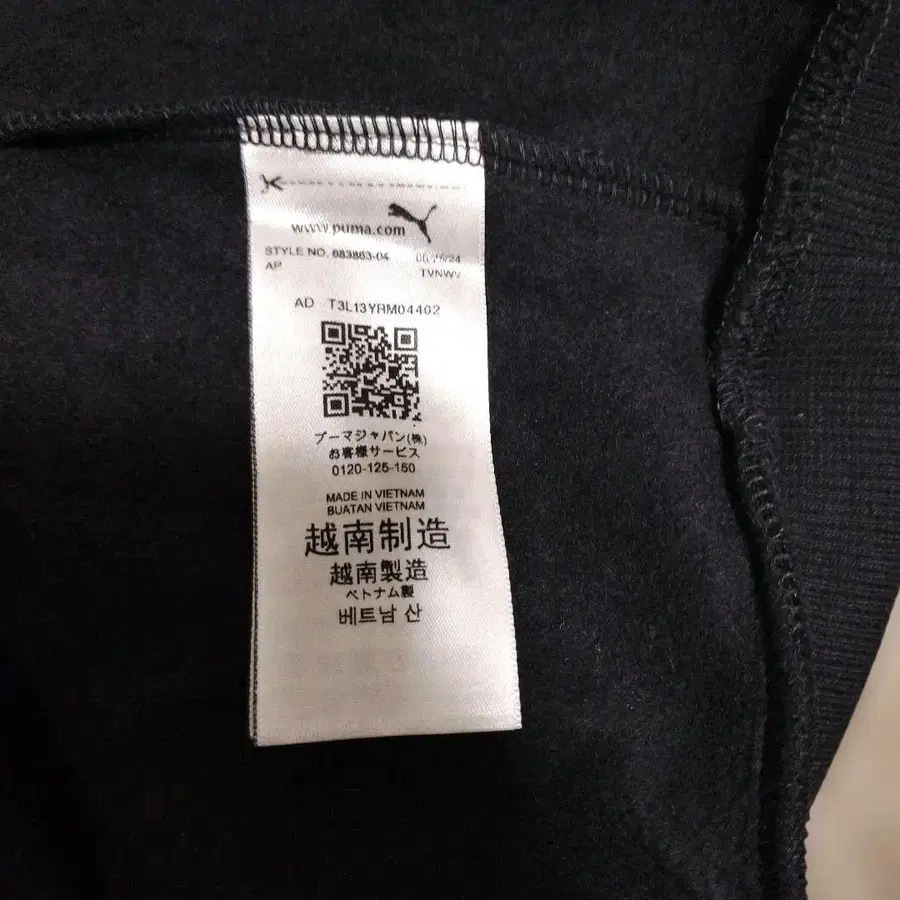 www.puma.com
STYLE NO. 683863-04
AP TVNWV
AD T3L13YRM04402
プーマジャパン(株)
お客様サービス
0120-125-150
MADE IN VIETNAM
BUATAN VIETNAM
越南制造
越南製造
ベトナム製
베트남 산